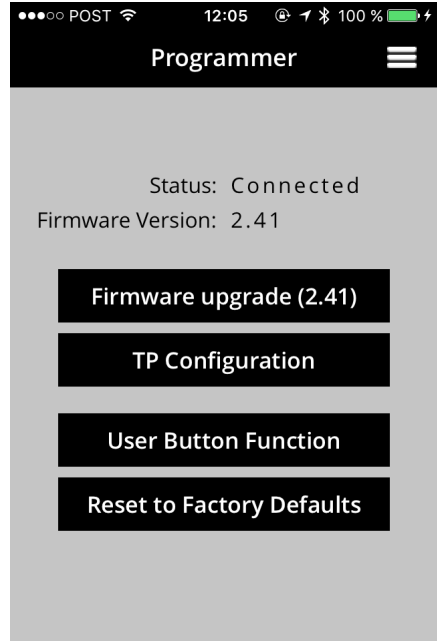 POST 12:05 100 %
Programmer
Status: Connected
Firmware Version: 2.41
Firmware upgrade (2.41)
TP Configuration
User Button Function
Reset to Factory Defaults